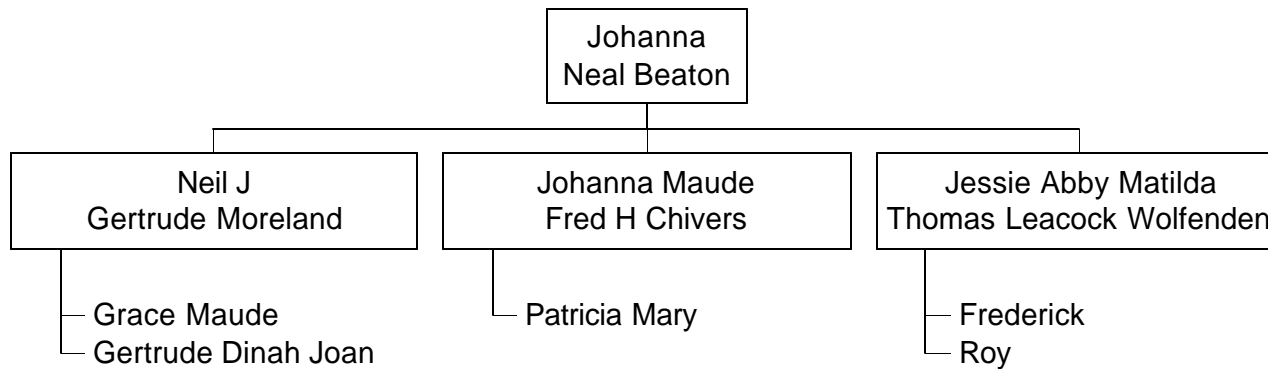 Johanna
Neal Beaton
Neil J
Gertrude Moreland
Johanna Maude
Fred H Chivers
Jessie Abby Matilda
Thomas Leacock Wolfenden
Grace Maude
Gertrude Dinah Joan
Patricia Mary
Frederick
Roy